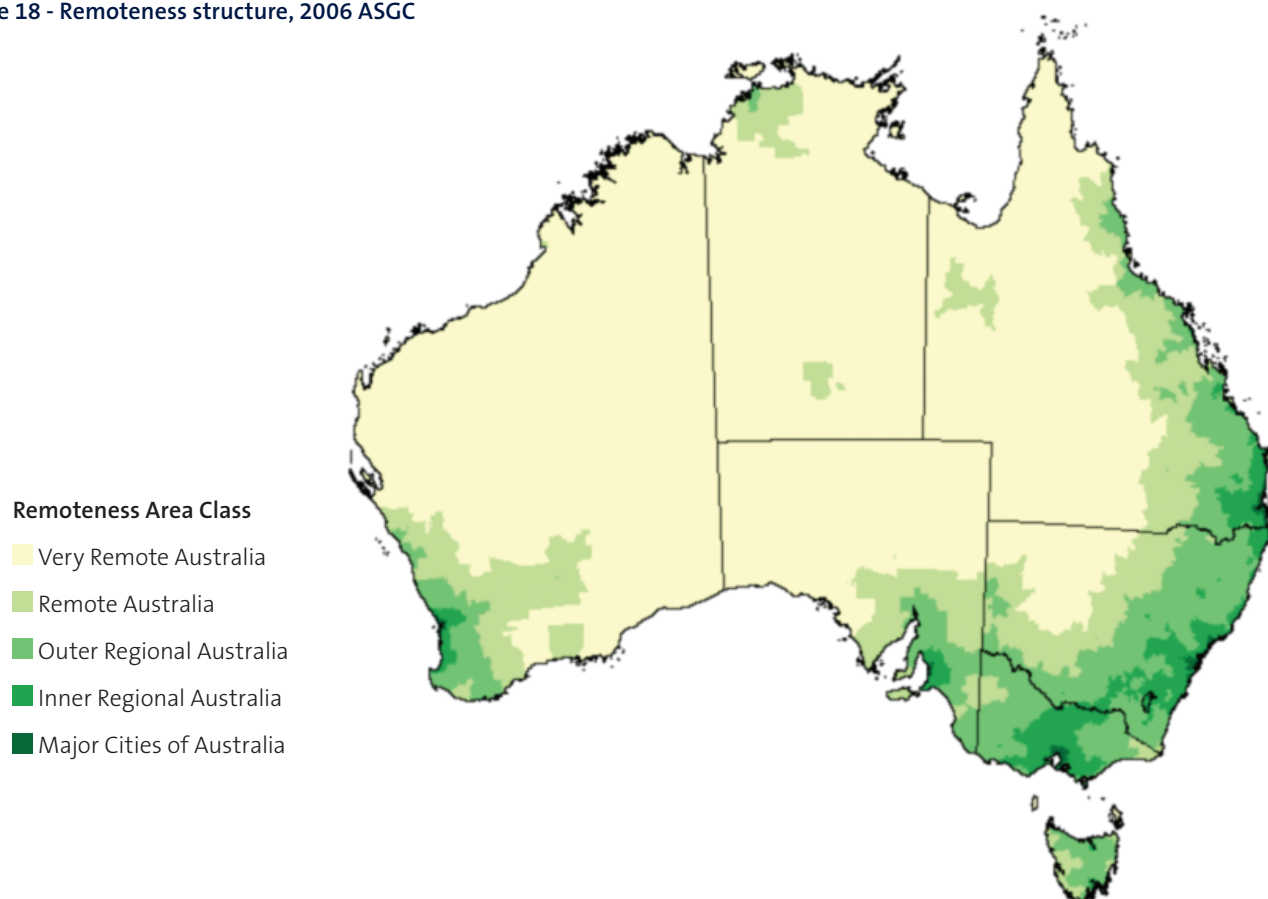 e 18 - Remoteness structure, 2006 ASGC
Remoteness Area Class
Very Remote Australia
Remote Australia
Outer Regional Australia
Inner Regional Australia
Major Cities of Australia